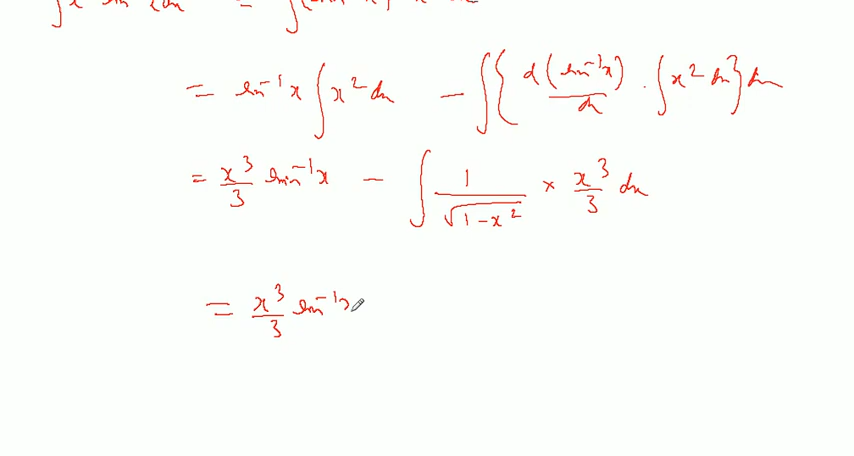 = sin⁻¹x ∫ x² dx − ∫ { d(sin⁻¹x)/dx · ∫ x² dx } dx
= x³/3 sin⁻¹x − ∫ 1/√(1−x²) × x³/3 dx
= x³/3 sin⁻¹x